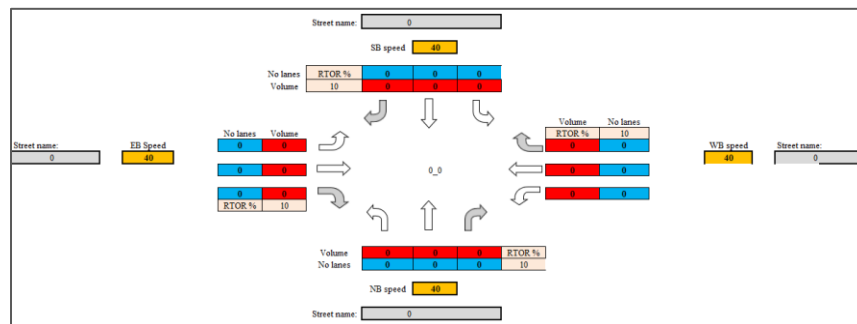 Street name: 0
SB speed 40
No lanes RTOR % 0 0 0
Volume 10 0 0 0
No lanes Volume
Volume No lanes
RTOR % 10
Street name: EB Speed 0 0 0 0 WB speed Street name:
0 40 0 0 0_0 0 0 40 0
0 0 0 0
RTOR % 10
Volume 0 0 0 RTOR %
No lanes 0 0 0 10
NB speed 40
Street name: 0